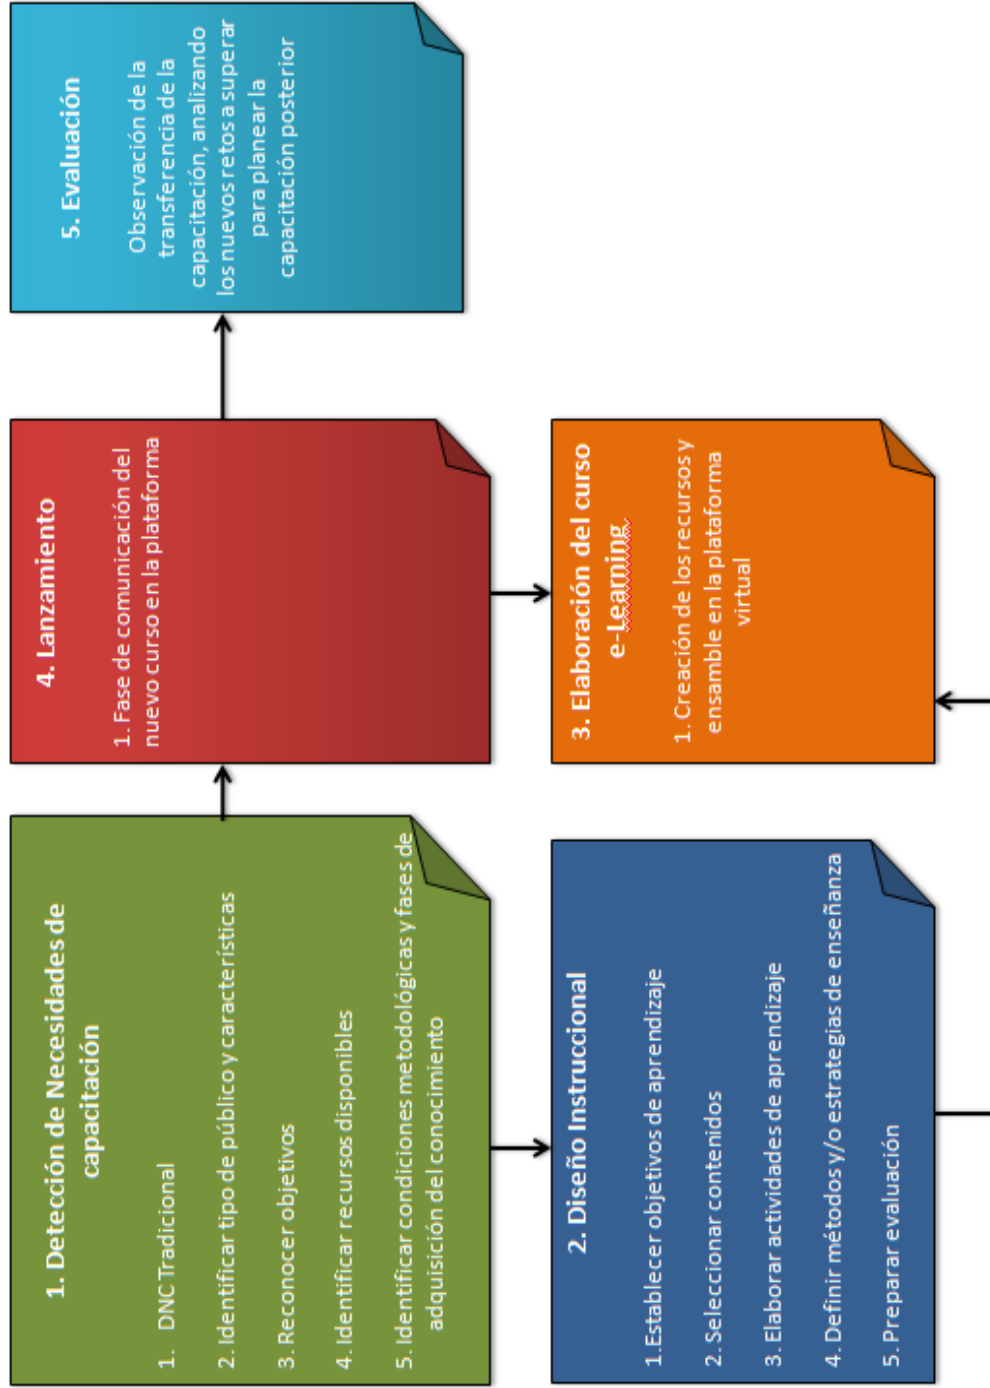 1. Detección de Necesidades de
capacitación
1. DNC Tradicional
2. Identificar tipo de público y características
3. Reconocer objetivos
4. Identificar recursos disponibles
5. Identificar condiciones metodológicas y fases de
adquisición del conocimiento
2. Diseño Instruccional
1.Establecer objetivos de aprendizaje
2. Seleccionar contenidos
3. Elaborar actividades de aprendizaje
4. Definir métodos y/o estrategias de enseñanza
5. Preparar evaluación
3. Elaboración del curso
e-Learning
1. Creación de los recursos y
ensamble en la plataforma
virtual
4. Lanzamiento
1. Fase de comunicación del
nuevo curso en la plataforma
5. Evaluación
Observación de la
transferencia de la
capacitación, analizando
los nuevos retos a superar
para planear la
capacitación posterior